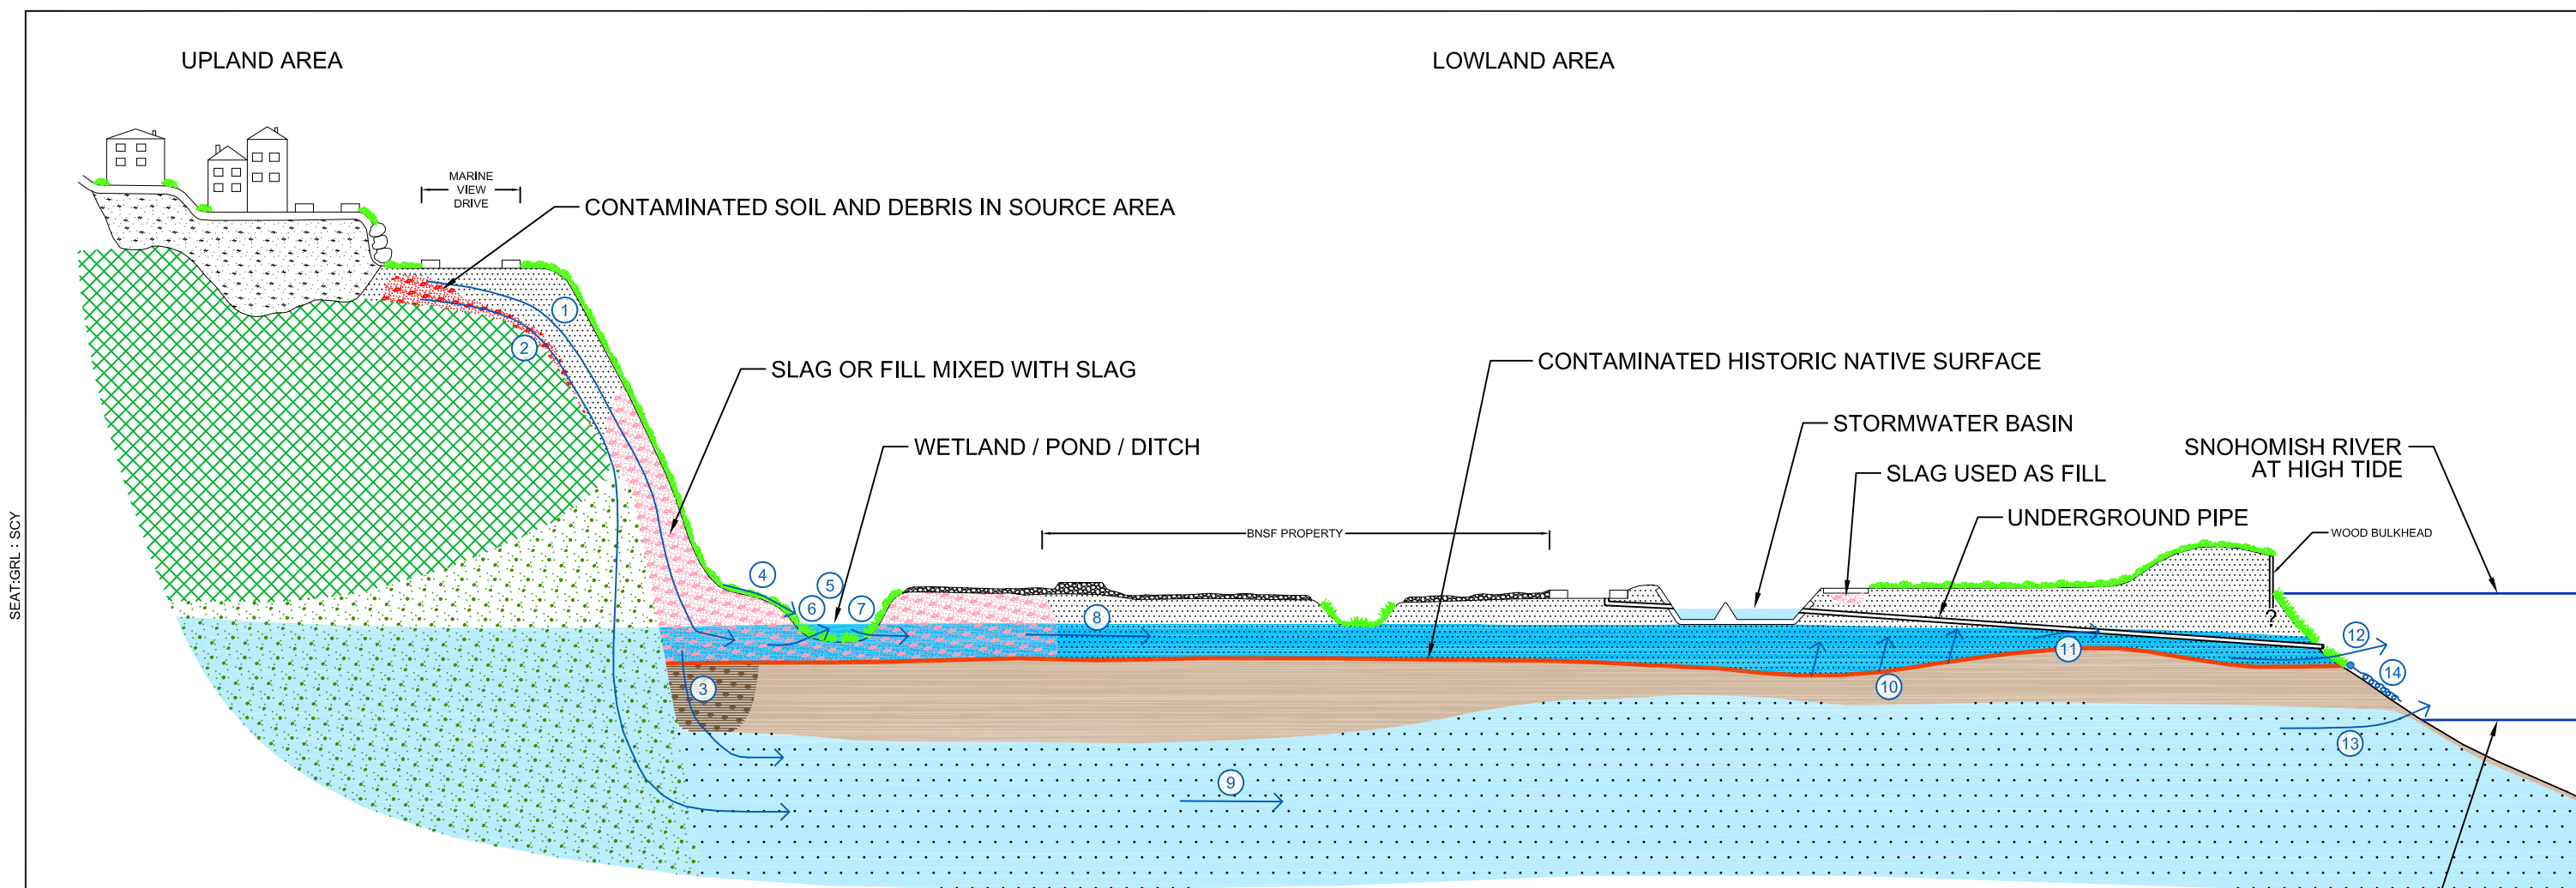 UPLAND AREA
LOWLAND AREA
MARINE
VIEW
DRIVE
CONTAMINATED SOIL AND DEBRIS IN SOURCE AREA
1
2
SLAG OR FILL MIXED WITH SLAG
CONTAMINATED HISTORIC NATIVE SURFACE
STORMWATER BASIN
WETLAND / POND / DITCH
SNOHOMISH RIVER
AT HIGH TIDE
SLAG USED AS FILL
UNDERGROUND PIPE
BNSF PROPERTY
WOOD BULKHEAD
SEAT:GRL : SCY
4
5
6
7
8
?
12
11
14
3
10
13
9